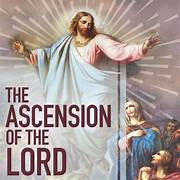 THE
ASCENSION
OF THE
LORD